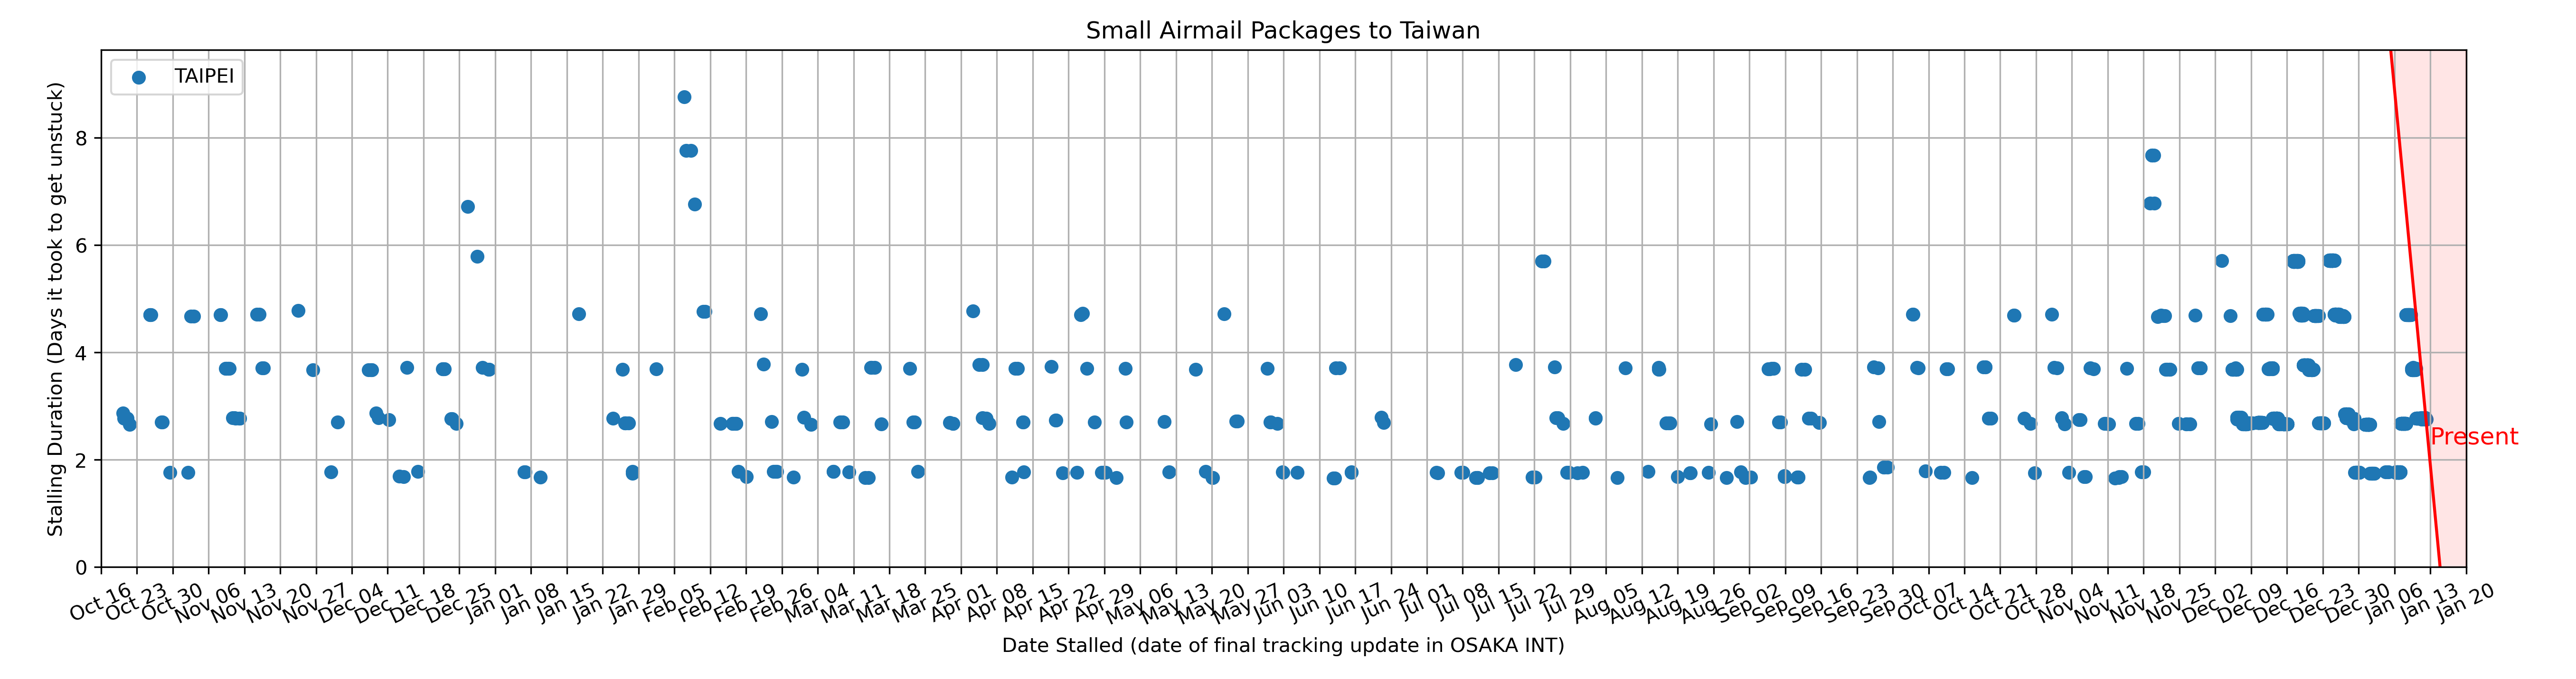 Small Airmail Packages to Taiwan
TAIPEI
Stalling Duration (Days it took to get unstuck)
8
6
4
2
0
Present
Oct 16 Oct 23 Oct 30 Nov 06 Nov 13 Nov 20 Nov 27 Dec 04 Dec 11 Dec 18 Dec 25 Jan 01 Jan 08 Jan 15 Jan 22 Jan 29 Feb 05 Feb 12 Feb 19 Feb 26 Mar 04 Mar 11 Mar 18 Mar 25 Apr 01 Apr 08 Apr 15 Apr 22 Apr 29 May 06 May 13 May 20 May 27 Jun 03 Jun 10 Jun 17 Jun 24 Jul 01 Jul 08 Jul 15 Jul 22 Jul 29 Aug 05 Aug 12 Aug 19 Aug 26 Sep 02 Sep 09 Sep 16 Sep 23 Sep 30 Oct 07 Oct 14 Oct 21 Oct 28 Nov 04 Nov 11 Nov 18 Nov 25 Dec 02 Dec 09 Dec 16 Dec 23 Dec 30 Jan 06 Jan 13 Jan 20
Date Stalled (date of final tracking update in OSAKA INT)